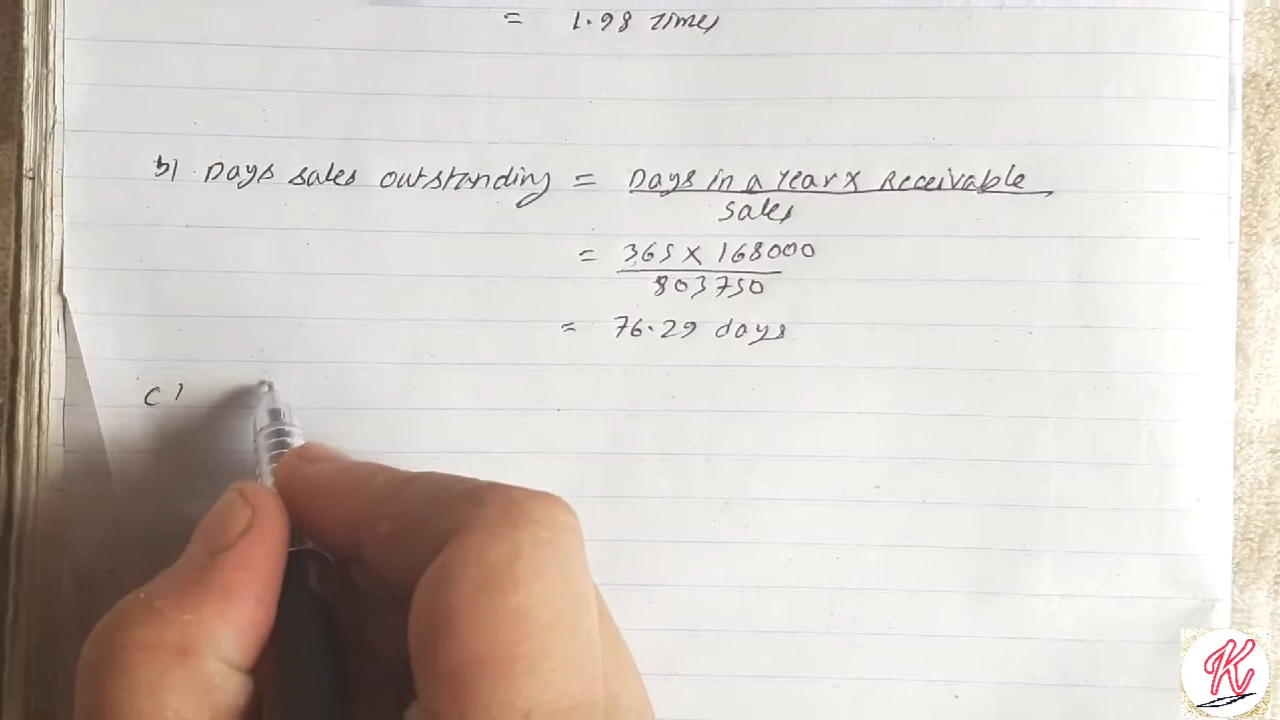 = 1.98 Times
b) Days sales outstanding = Days in a Year x Receivable
Sales
= 365 x 168000
803750
= 76.29 days
c)
K